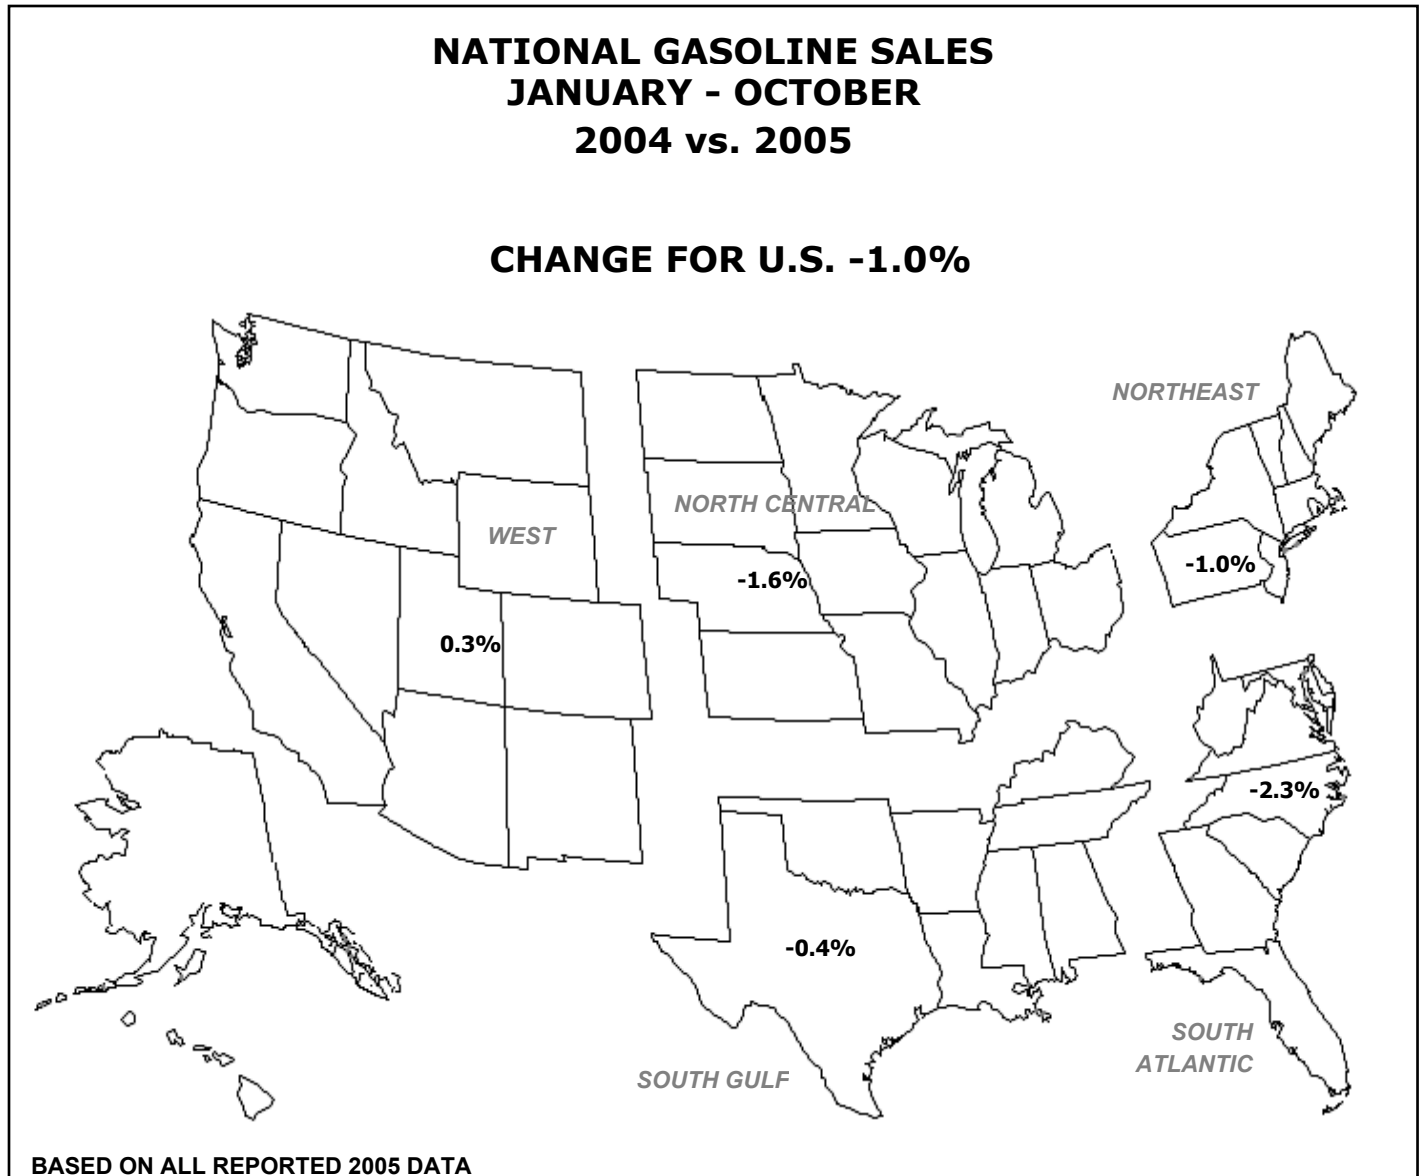 NATIONAL GASOLINE SALES
JANUARY - OCTOBER
2004 vs. 2005
CHANGE FOR U.S. -1.0%
NORTHEAST
NORTH CENTRAL
WEST
-1.0%
-1.6%
0.3%
-2.3%
-0.4%
SOUTH
ATLANTIC
SOUTH GULF
BASED ON ALL REPORTED 2005 DATA